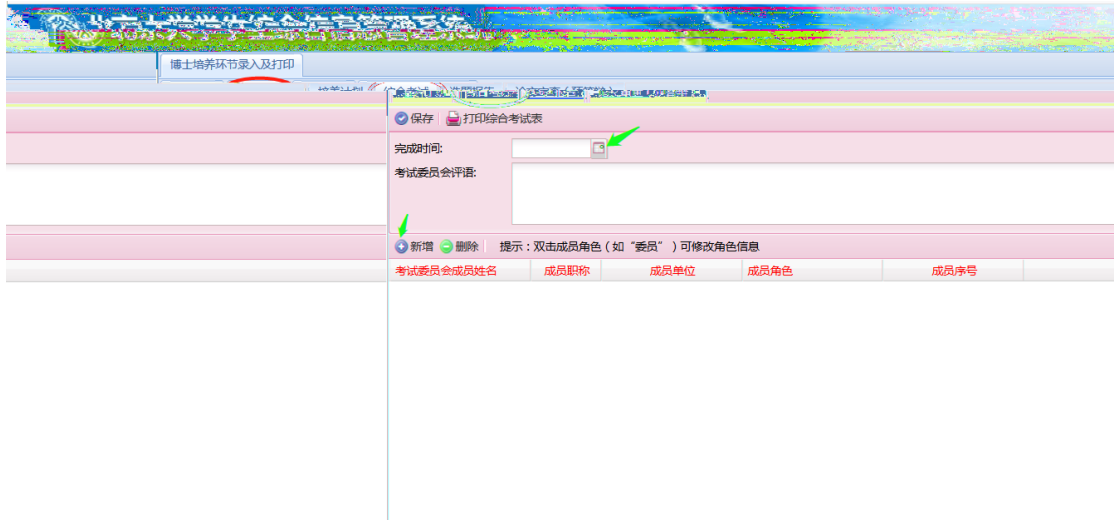 博士培养环节录入及打印
保存 打印综合考试表
完成时间:
考试委员会评语:
新增 删除 提示：双击成员角色（如“委员”）可修改角色信息
考试委员会成员姓名 成员职称 成员单位 成员角色 成员序号